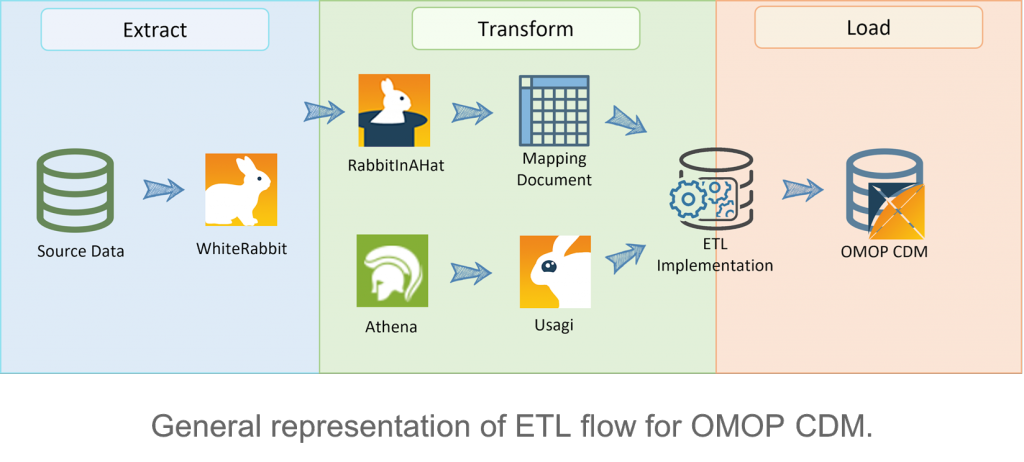 Extract
Transform
Load
RabbitInAHat
Mapping
Document
Source Data
WhiteRabbit
ETL
Implementation
OMOP CDM
Athena
Usagi
General representation of ETL flow for OMOP CDM.